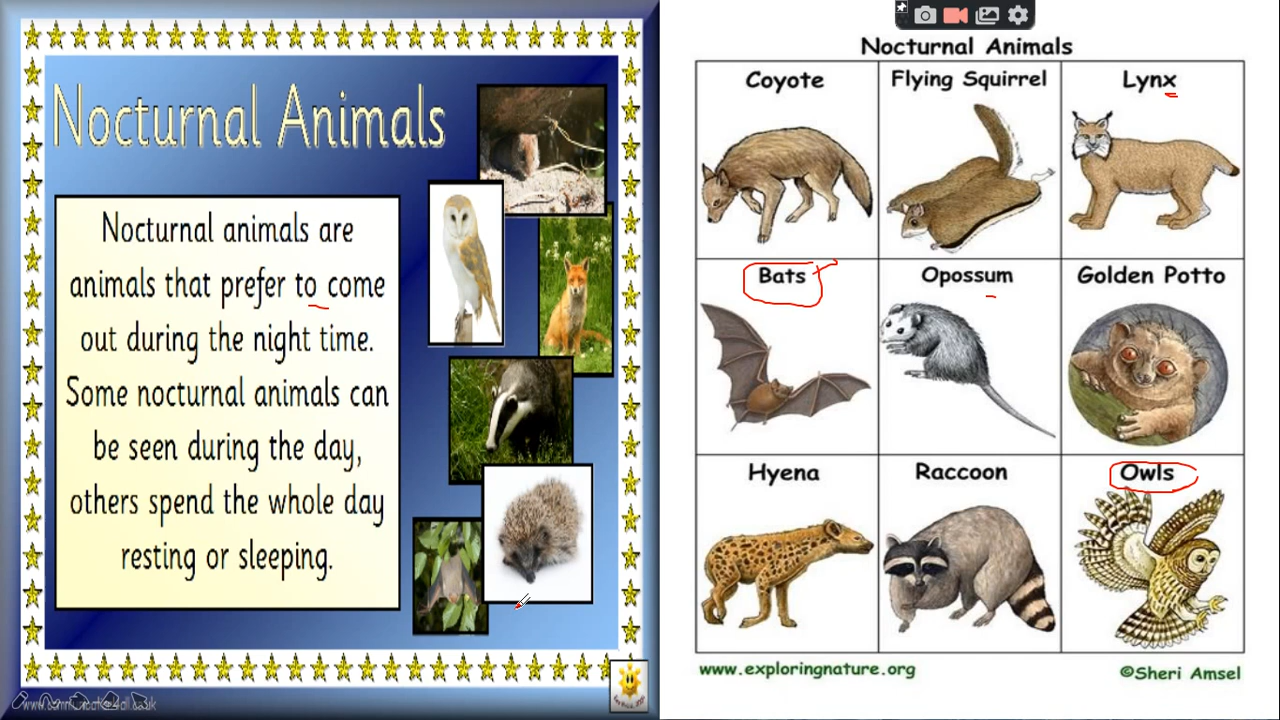 Nocturnal Animals
Nocturnal animals are
animals that prefer to come
out during the night time.
Some nocturnal animals can
be seen during the day,
others spend the whole day
resting or sleeping.
Nocturnal Animals
Coyote
Flying Squirrel
Lynx
Bats
Opossum
Golden Potto
Hyena
Raccoon
Owls
www.exploringnature.org
©Sheri Amsel